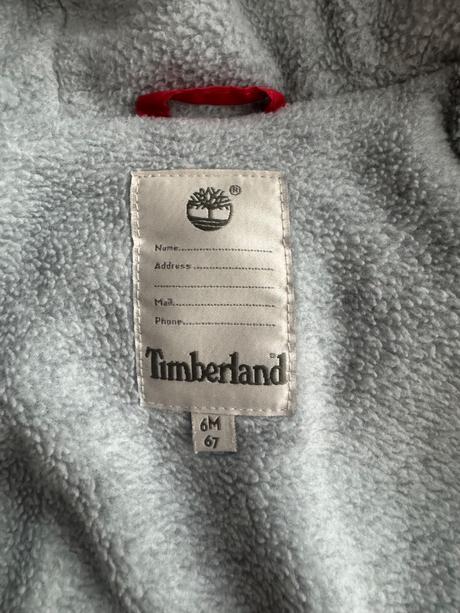 ®
Name
Address
Mail
Phone
Timberland®
6M
67